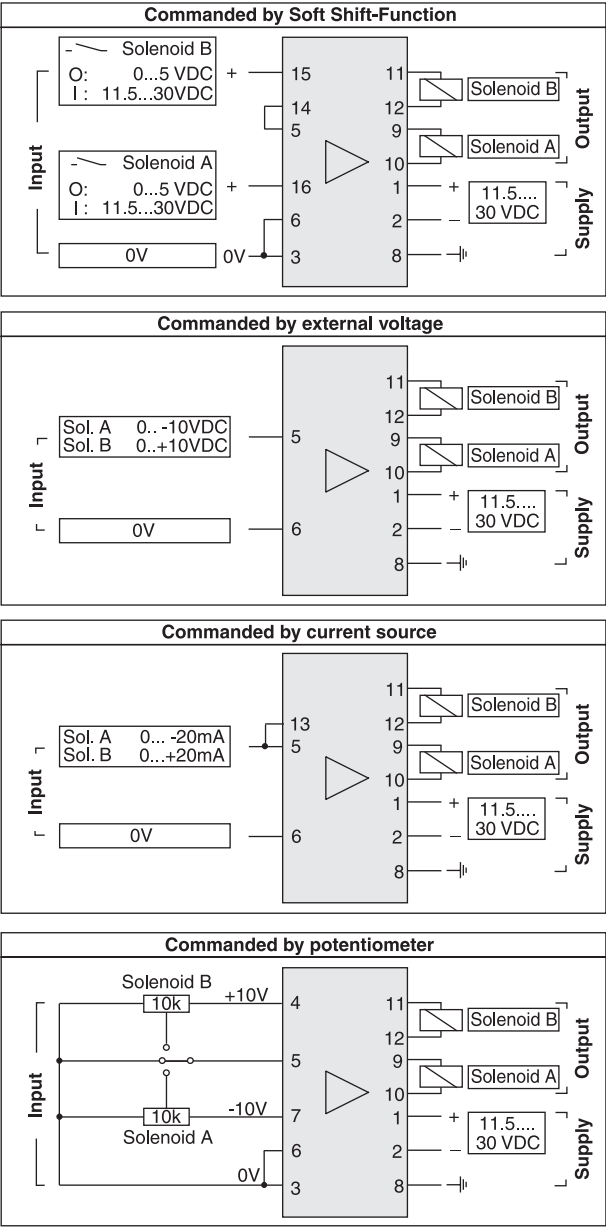 Commanded by Soft Shift-Function
Input
Solenoid B
O: 0...5 VDC
I : 11.5...30VDC
+
Solenoid A
O: 0...5 VDC
I : 11.5...30VDC
+
0V
0V
15
14
5
16
6
3
11
12
9
10
1
2
8
Solenoid B
Solenoid A
Output
+
–
11.5....
30 VDC
Supply
Commanded by external voltage
Input
Sol. A 0.. -10VDC
Sol. B 0..+10VDC
0V
5
6
11
12
9
10
1
2
8
Solenoid B
Solenoid A
Output
+
–
11.5....
30 VDC
Supply
Commanded by current source
Input
Sol. A 0... -20mA
Sol. B 0...+20mA
0V
13
5
6
11
12
9
10
1
2
8
Solenoid B
Solenoid A
Output
+
–
11.5....
30 VDC
Supply
Commanded by potentiometer
Input
Solenoid B
10k
+10V
10k
-10V
Solenoid A
0V
4
5
7
6
3
11
12
9
10
1
2
8
Solenoid B
Solenoid A
Output
+
–
11.5....
30 VDC
Supply